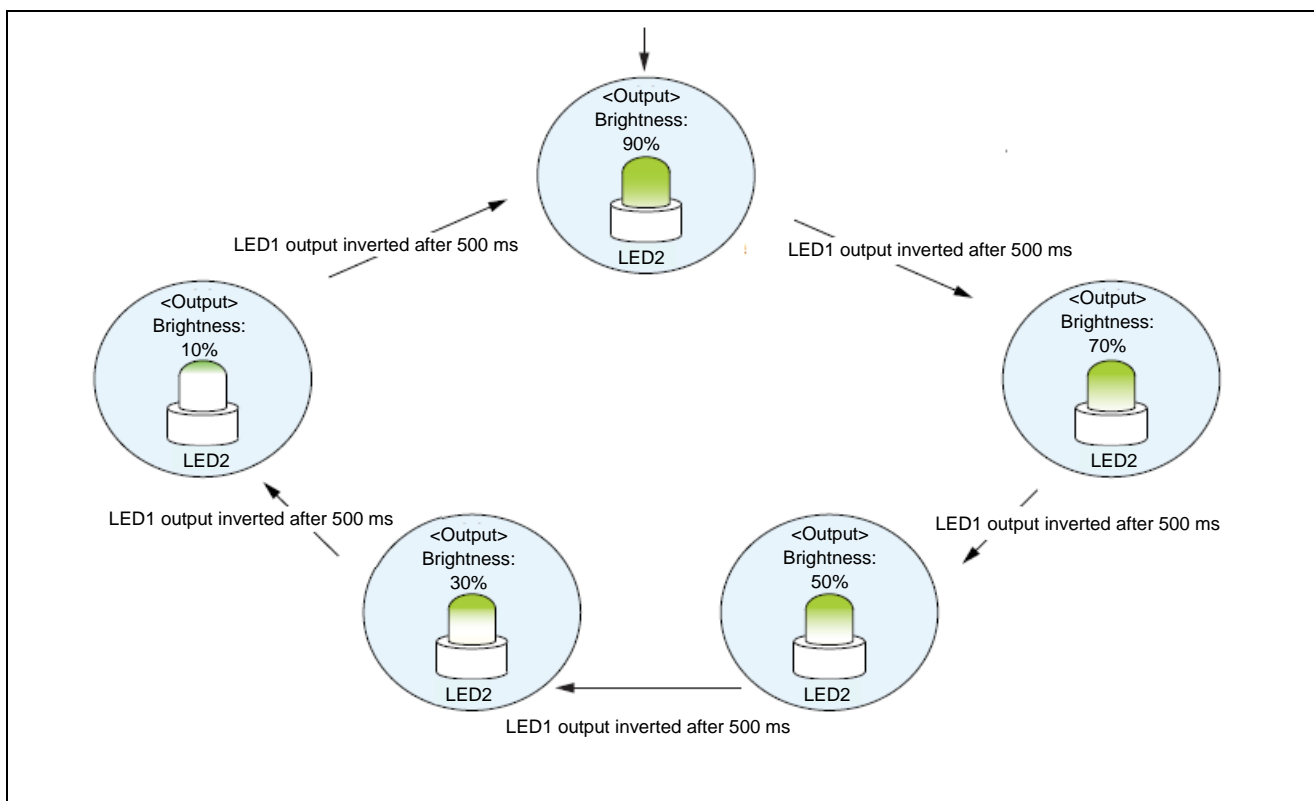 <Output>
Brightness:
90%
LED2
LED1 output inverted after 500 ms
LED1 output inverted after 500 ms
<Output>
Brightness:
10%
LED2
<Output>
Brightness:
70%
LED2
LED1 output inverted after 500 ms
LED1 output inverted after 500 ms
<Output>
Brightness:
30%
LED2
<Output>
Brightness:
50%
LED2
LED1 output inverted after 500 ms